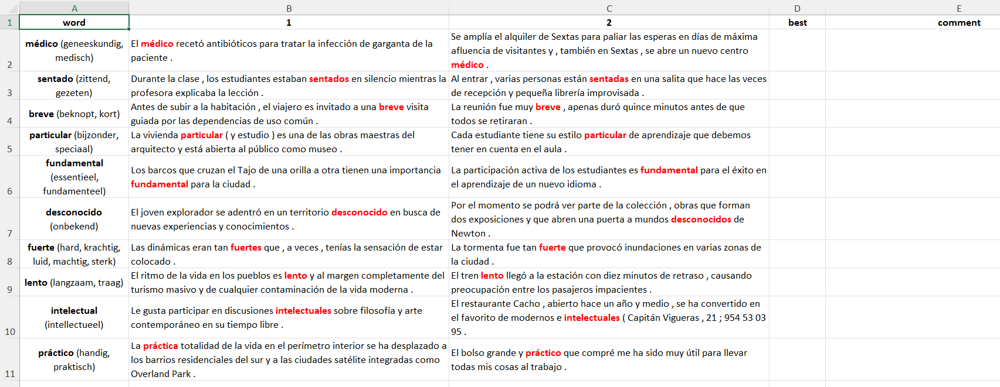 A B C D E
1 word 1 2 best comment
2 médico (geneeskundig, medisch) El médico recetó antibióticos para tratar la infección de garganta de la paciente . Se amplía el alquiler de Sextas para paliar las esperas en días de máxima afluencia de visitantes y , también en Sextas , se abre un nuevo centro médico .
3 sentado (zittend, gezeten) Durante la clase , los estudiantes estaban sentados en silencio mientras la profesora explicaba la lección . Al entrar , varias personas están sentadas en una salita que hace las veces de recepción y pequeña librería improvisada .
4 breve (beknopt, kort) Antes de subir a la habitación , el viajero es invitado a una breve visita guiada por las dependencias de uso común . La reunión fue muy breve , apenas duró quince minutos antes de que todos se retiraran .
5 particular (bijzonder, speciaal) La vivienda particular ( y estudio ) es una de las obras maestras del arquitecto y está abierta al público como museo . Cada estudiante tiene su estilo particular de aprendizaje que debemos tener en cuenta en el aula .
6 fundamental (essentieel, fundamenteel) Los barcos que cruzan el Tajo de una orilla a otra tienen una importancia fundamental para la ciudad . La participación activa de los estudiantes es fundamental para el éxito en el aprendizaje de un nuevo idioma .
7 desconocido (onbekend) El joven explorador se adentró en un territorio desconocido en busca de nuevas experiencias y conocimientos . Por el momento se podrá ver parte de la colección , obras que forman dos exposiciones y que abren una puerta a mundos desconocidos de Newton .
8 fuerte (hard, krachtig, luid, machtig, sterk) Las dinámicas eran tan fuertes que , a veces , tenías la sensación de estar colocado . La tormenta fue tan fuerte que provocó inundaciones en varias zonas de la ciudad .
9 lento (langzaam, traag) El ritmo de la vida en los pueblos es lento y al margen completamente del turismo masivo y de cualquier contaminación de la vida moderna . El tren lento llegó a la estación con diez minutos de retraso , causando preocupación entre los pasajeros impacientes .
10 intelectual (intellectueel) Le gusta participar en discusiones intelectuales sobre filosofía y arte contemporáneo en su tiempo libre . El restaurante Cacho , abierto hace un año y medio , se ha convertido en el favorito de modernos e intelectuales ( Capitán Vigueras , 21 ; 954 53 03 95 .
11 práctico (handig, praktisch) La práctica totalidad de la vida en el perímetro interior se ha desplazado a los barrios residenciales del sur y a las ciudades satélite integradas como Overland Park . El bolso grande y práctico que compré me ha sido muy útil para llevar todas mis cosas al trabajo .